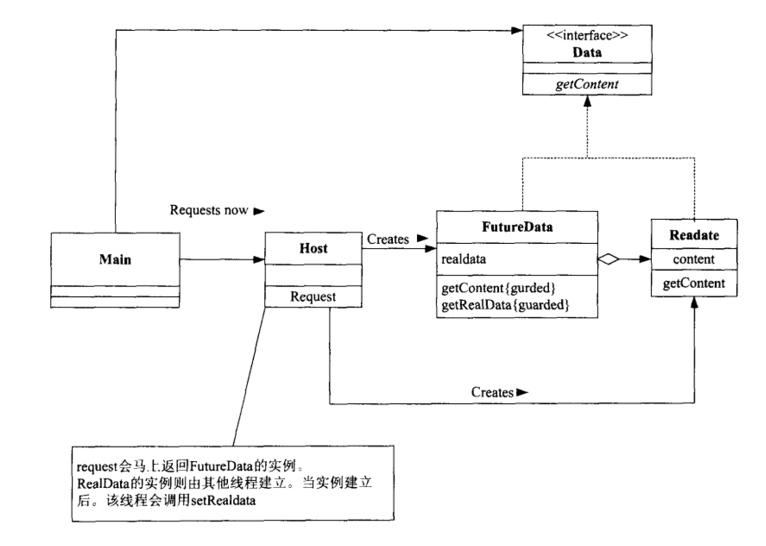 <<interface>>
Data
getContent
Requests now
Main
Host
Request
Creates
FutureData
realdata
getContent{gurded}
getRealData{guarded}
Readate
content
getContent
Creates
request会马上返回FutureData的实例。
RealData的实例则由其他线程建立。当实例建立
后。该线程会调用setRealdata